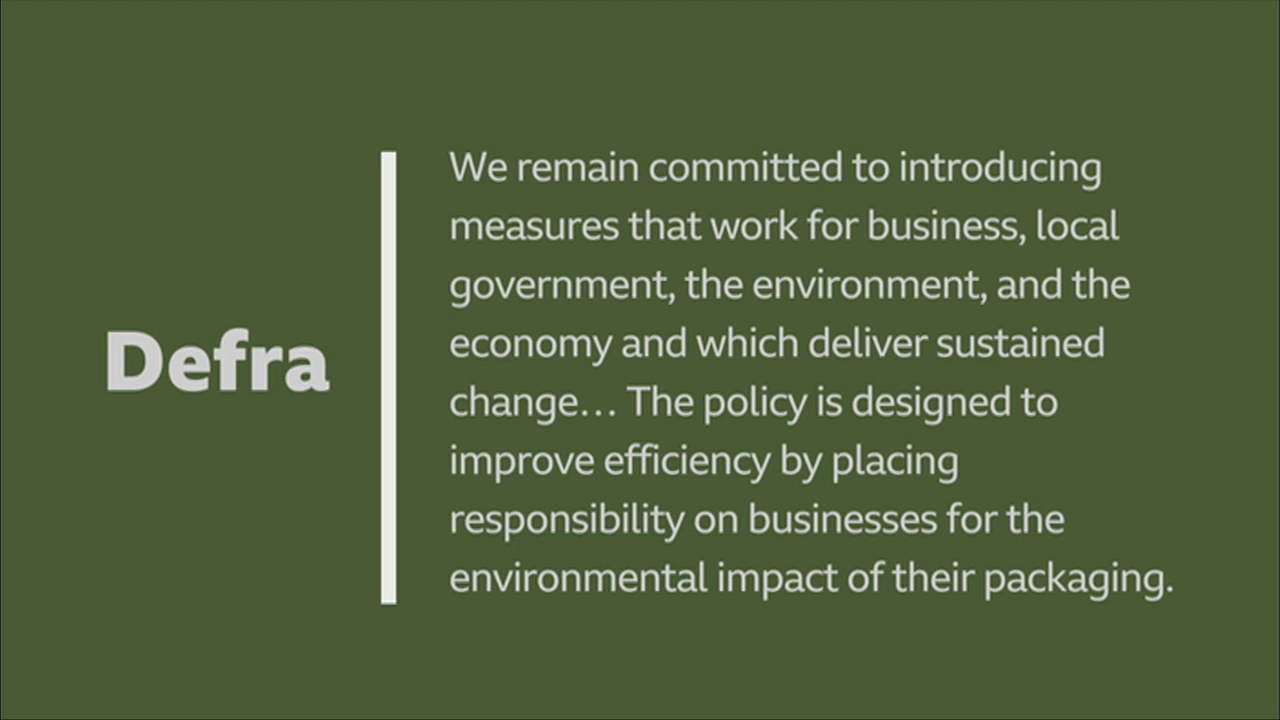 Defra
We remain committed to introducing
measures that work for business, local
government, the environment, and the
economy and which deliver sustained
change… The policy is designed to
improve efficiency by placing
responsibility on businesses for the
environmental impact of their packaging.